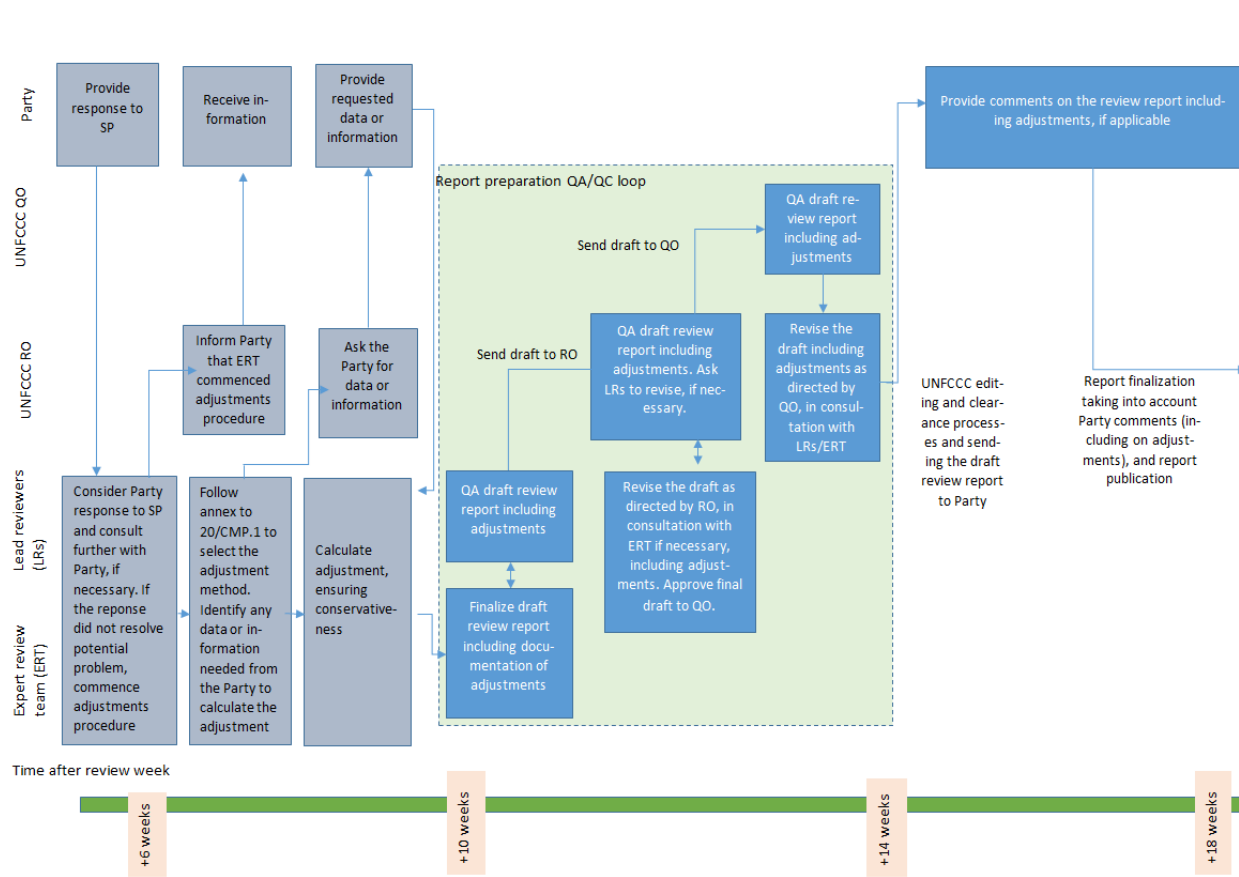 Party
Provide
response to
SP
Receive in-
formation
Provide
requested
data or
information
Provide comments on the review report includ-
ing adjustments, if applicable
UNFCCC QO
Report preparation QA/QC loop
Send draft to QO
QA draft re-
view report
including ad-
justments
UNFCCC RO
Inform Party
that ERT
commenced
adjustments
procedure
Ask the
Party for
data or
information
Send draft to RO
QA draft review
report including
adjustments. Ask
LRs to revise, if nec-
essary.
Revise the
draft including
adjustments as
directed by
QO, in consul-
tation with
LRs/ERT
UNFCCC edit-
ing and clear-
ance process-
es and send-
ing the draft
review report
to Party
Report finalization
taking into account
Party comments (in-
cluding on adjust-
ments), and report
publication
Lead reviewers
(LRs)
Expert review
team (ERT)
Consider Party
response to SP
and consult
further with
Party, if
necessary. If
the reponse
did not resolve
potential
problem,
commence
adjustments
procedure
Follow
annex to
20/CMP.1 to
select the
adjustment
method.
Identify any
data or in-
formation
needed from
the Party to
calculate the
adjustment
Calculate
adjustment,
ensuring
conservative-
ness
QA draft review
report including
adjustments
Finalize draft
review report
including docu-
mentation of
adjustments
Revise the draft as
directed by RO, in
consultation with
ERT if necessary,
including adjust-
ments. Approve final
draft to QO.
Time after review week
+6 weeks
+10 weeks
+14 weeks
+18 weeks